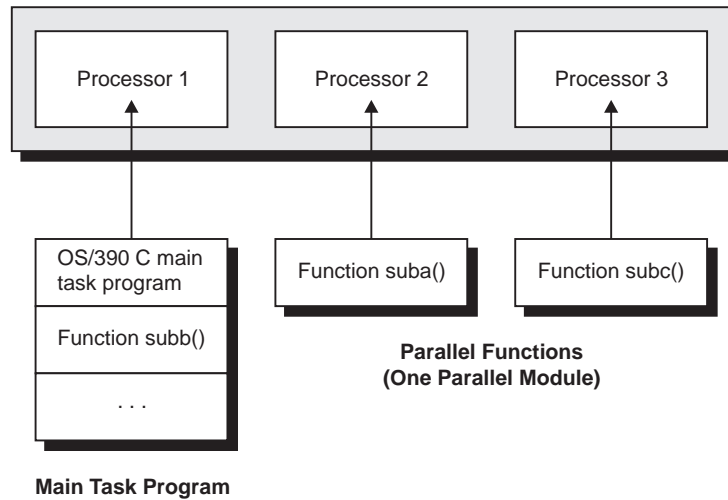 Processor 1
Processor 2
Processor 3
OS/390 C main
task program
Function subb()
. . .
Main Task Program
Function suba()
Function subc()
Parallel Functions
(One Parallel Module)